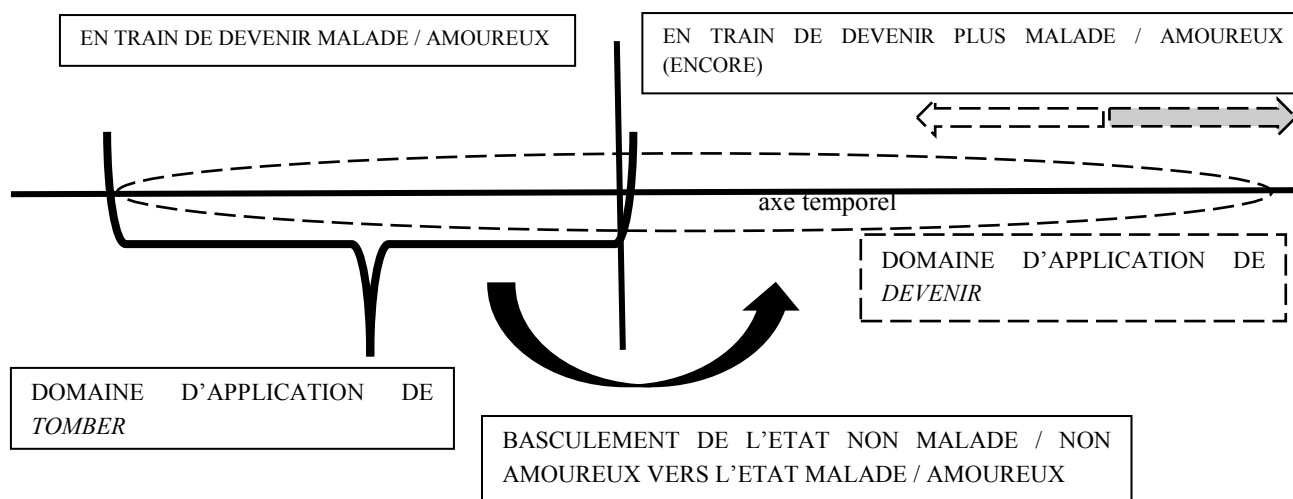 EN TRAIN DE DEVENIR MALADE / AMOUREUX
EN TRAIN DE DEVENIR PLUS MALADE / AMOUREUX
(ENCORE)
axe temporel
DOMAINE D'APPLICATION DE
DEVENIR
DOMAINE D’APPLICATION DE
TOMBER
BASCULEMENT DE L’ETAT NON MALADE / NON
AMOUREUX VERS L’ETAT MALADE / AMOUREUX